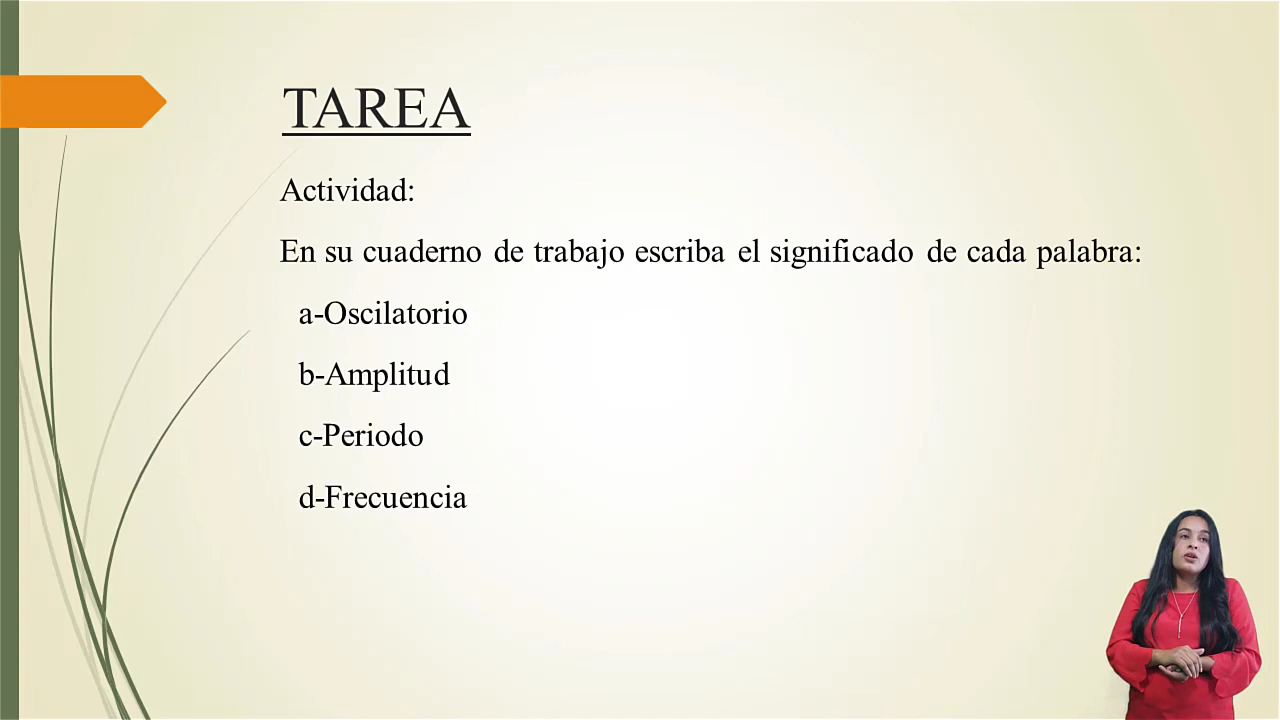 TAREA
Actividad:
En su cuaderno de trabajo escriba el significado de cada palabra:
a-Oscilatorio
b-Amplitud
c-Periodo
d-Frecuencia